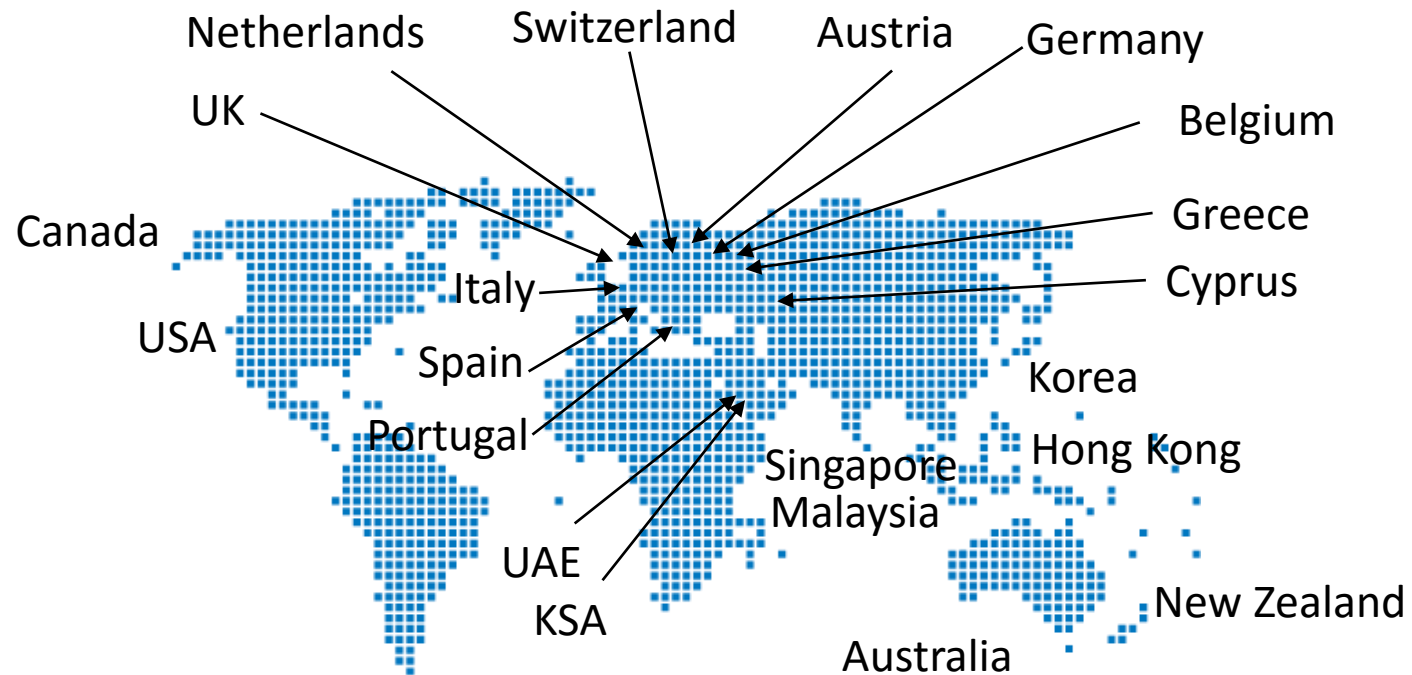 Netherlands
Switzerland
Austria
Germany
UK
Belgium
Canada
Greece
Italy
Cyprus
USA
Spain
Korea
Portugal
Hong Kong
Singapore
Malaysia
UAE
KSA
New Zealand
Australia